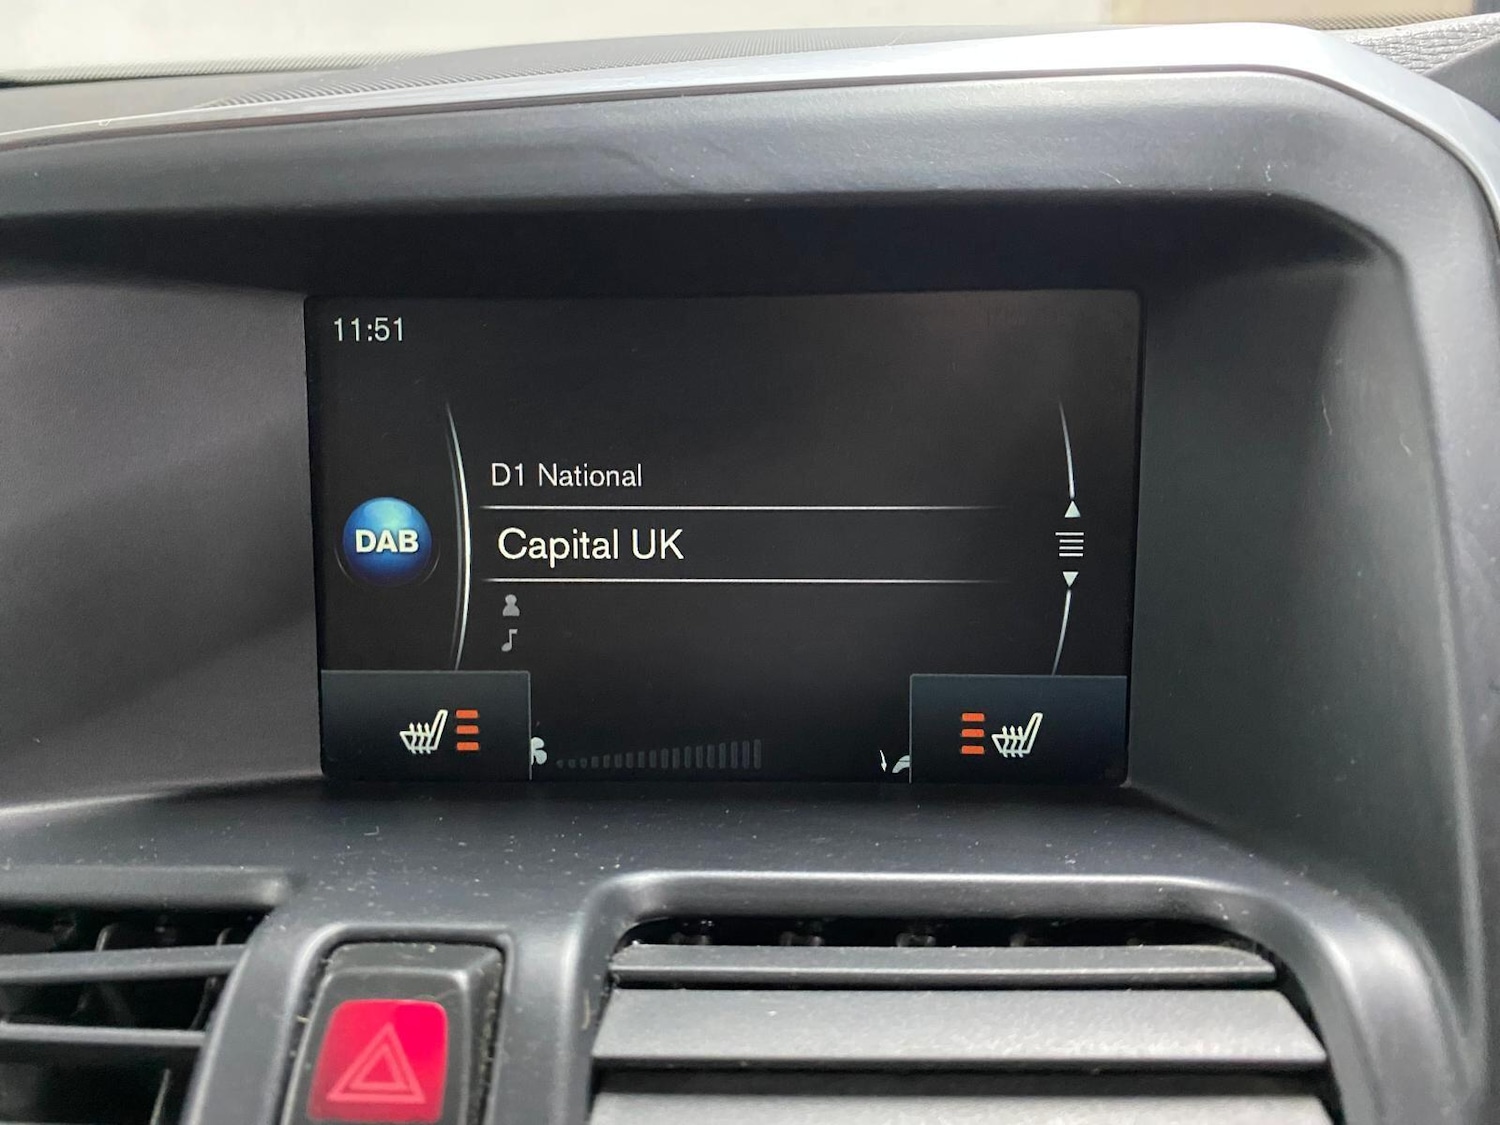 11:51
D1 National
DAB
Capital UK